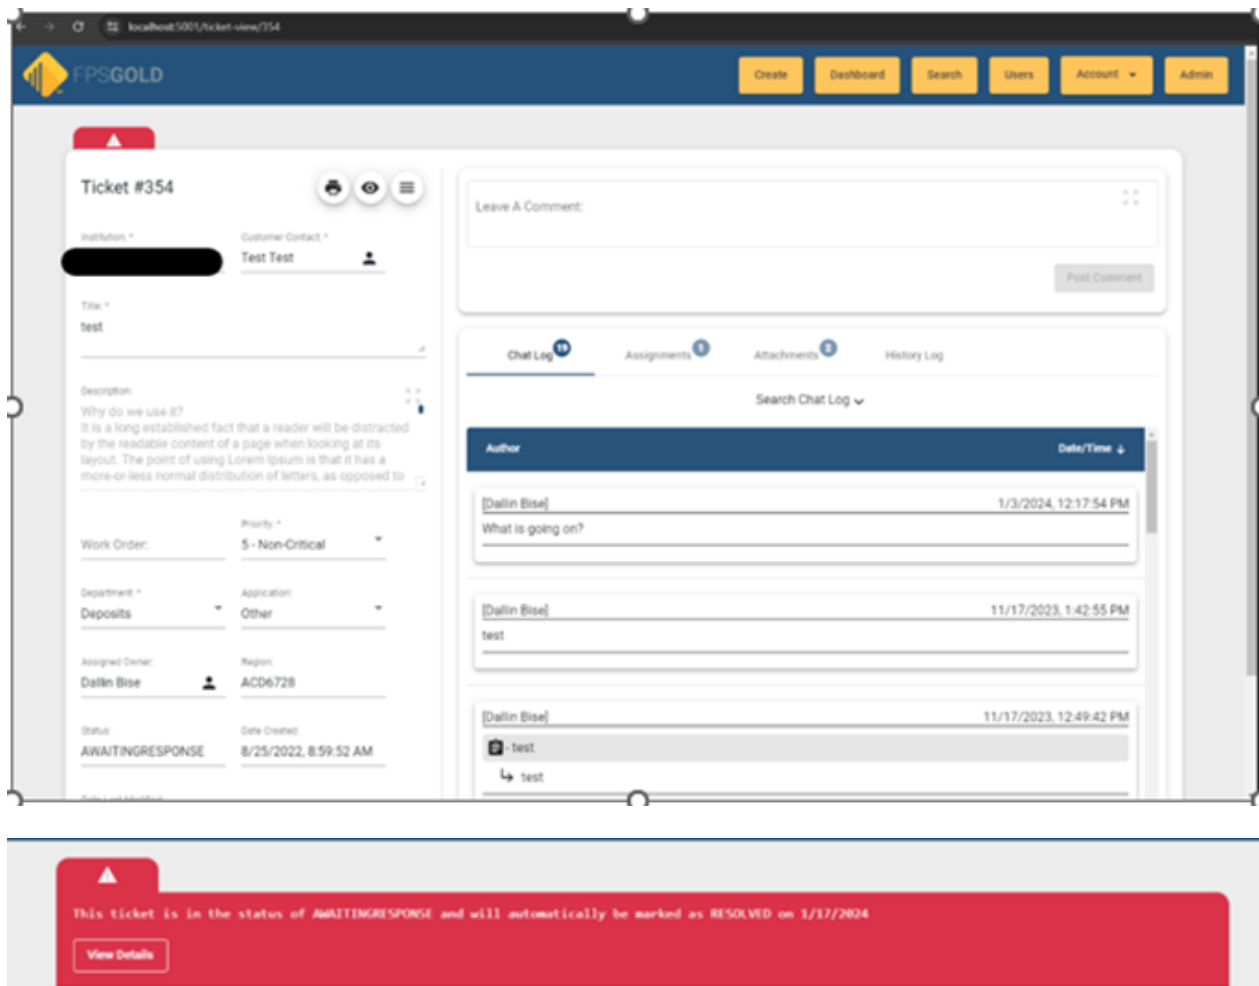 localhost:5001/ticket-view/354
FPSGOLD
Create Dashboard Search Users Account Admin
Ticket #354
Institution: *
Customer Contact: *
Test Test
Title: *
test
Description:
Why do we use it?
It is a long established fact that a reader will be distracted
by the readable content of a page when looking at its
layout. The point of using Lorem Ipsum is that it has a
more-or-less normal distribution of letters, as opposed to
Work Order:
Priority: *
5 - Non-Critical
Department: *
Deposits
Application:
Other
Assigned Owner:
Dallin Bise
Region:
ACD6728
Status:
AWAITINGRESPONSE
Date Created:
8/25/2022, 8:59:52 AM
Date Last Modified:
Leave A Comment:
Post Comment
Chat Log 19 Assignments 1 Attachments 2 History Log
Search Chat Log
Author Date/Time ↓
[Dallin Bise] 1/3/2024, 12:17:54 PM
What is going on?
[Dallin Bise] 11/17/2023, 1:42:55 PM
test
[Dallin Bise] 11/17/2023, 12:49:42 PM
- test
test
This ticket is in the status of AWAITINGRESPONSE and will automatically be marked as RESOLVED on 1/17/2024
View Details